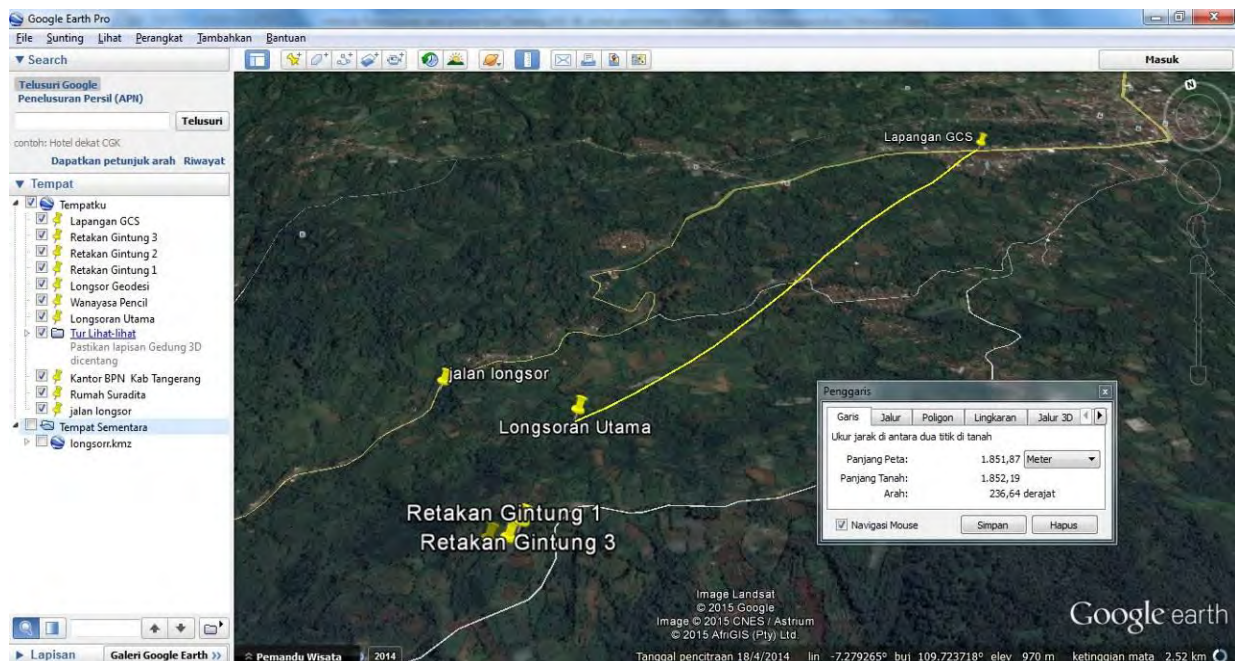 Google Earth Pro
File Sunting Lihat Perangkat Tambahkan Bantuan
▼ Search
Telusuri Google
Penelusuran Persil (APN)
Telusuri
contoh: Hotel dekat CGK
Dapatkan petunjuk arah Riwayat
▼ Tempat
Tempatku
Lapangan GCS
Retakan Gintung 3
Retakan Gintung 2
Retakan Gintung 1
Longsor Geodesi
Wanayasa Pencil
Longsoran Utama
Tur Lihat-lihat
Pastikan lapisan Gedung 3D
dicentang
Kantor BPN Kab Tangerang
Rumah Suradita
jalan longsor
Tempat Sementara
longsorr.kmz
▶ Lapisan
Galeri Google Earth >>
Masuk
N
Lapangan GCS
jalan longsor
Longsoran Utama
Retakan Gintung 1
Retakan Gintung 3
Penggaris
Garis Jalur Poligon Lingkaran Jalur 3D
Ukur jarak di antara dua titik di tanah
Panjang Peta: 1.851,87 Meter
Panjang Tanah: 1.852,19
Arah: 236,64 derajat
Navigasi Mouse Simpan Hapus
Image Landsat
© 2015 Google
Image © 2015 CNES / Astrium
© 2015 AfriGIS (Pty) Ltd.
Google earth
Pemandu Wisata 2014
Tanggal pencitraan 18/4/2014 lin -7.279265° buj 109.723718° elev 970 m ketinggian mata 2.52 km